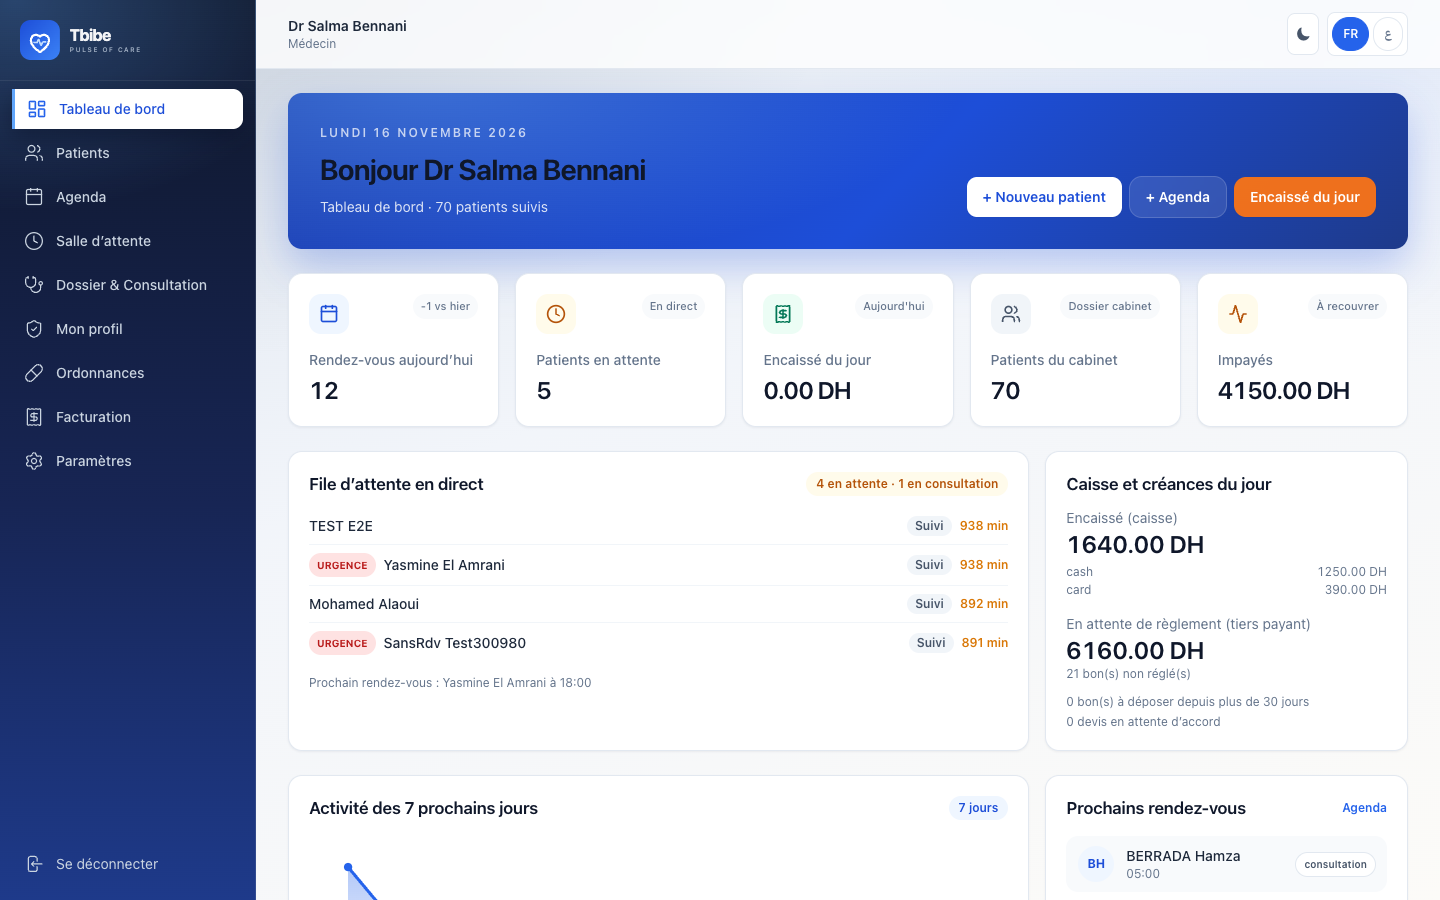 Tbibe
PULSE OF CARE
Tableau de bord
Patients
Agenda
Salle d’attente
Dossier & Consultation
Mon profil
Ordonnances
Facturation
Paramètres
Se déconnecter
Dr Salma Bennani
Médecin
FR
ع
LUNDI 16 NOVEMBRE 2026
Bonjour Dr Salma Bennani
Tableau de bord · 70 patients suivis
+ Nouveau patient
+ Agenda
Encaissé du jour
-1 vs hier
Rendez-vous aujourd’hui
12
En direct
Patients en attente
5
Aujourd'hui
Encaissé du jour
0.00 DH
Dossier cabinet
Patients du cabinet
70
À recouvrer
Impayés
4150.00 DH
File d’attente en direct
4 en attente · 1 en consultation
TEST E2E Suivi 938 min
URGENCE Yasmine El Amrani Suivi 938 min
Mohamed Alaoui Suivi 892 min
URGENCE SansRdv Test300980 Suivi 891 min
Prochain rendez-vous : Yasmine El Amrani à 18:00
Caisse et créances du jour
Encaissé (caisse)
1640.00 DH
cash 1250.00 DH
card 390.00 DH
En attente de règlement (tiers payant)
6160.00 DH
21 bon(s) non réglé(s)
0 bon(s) à déposer depuis plus de 30 jours
0 devis en attente d’accord
Activité des 7 prochains jours
7 jours
Prochains rendez-vous
Agenda
BH
BERRADA Hamza
05:00
consultation